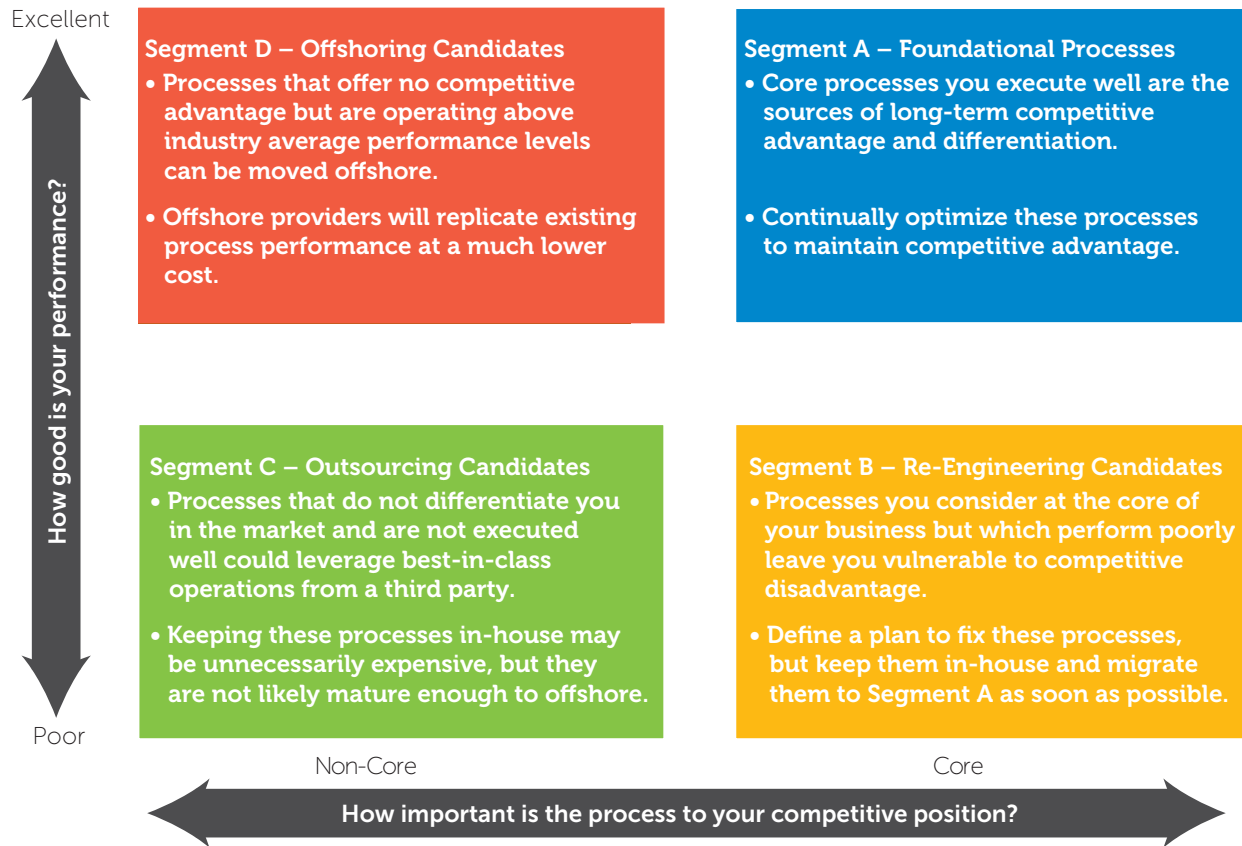 Excellent
How good is your performance?
Poor
Segment D – Offshoring Candidates
• Processes that offer no competitive
advantage but are operating above
industry average performance levels
can be moved offshore.
• Offshore providers will replicate existing
process performance at a much lower
cost.
Segment A – Foundational Processes
• Core processes you execute well are the
sources of long-term competitive
advantage and differentiation.
• Continually optimize these processes
to maintain competitive advantage.
Segment C – Outsourcing Candidates
• Processes that do not differentiate you
in the market and are not executed
well could leverage best-in-class
operations from a third party.
• Keeping these processes in-house may
be unnecessarily expensive, but they
are not likely mature enough to offshore.
Segment B – Re-Engineering Candidates
• Processes you consider at the core of
your business but which perform poorly
leave you vulnerable to competitive
disadvantage.
• Define a plan to fix these processes,
but keep them in-house and migrate
them to Segment A as soon as possible.
Non-Core
Core
How important is the process to your competitive position?